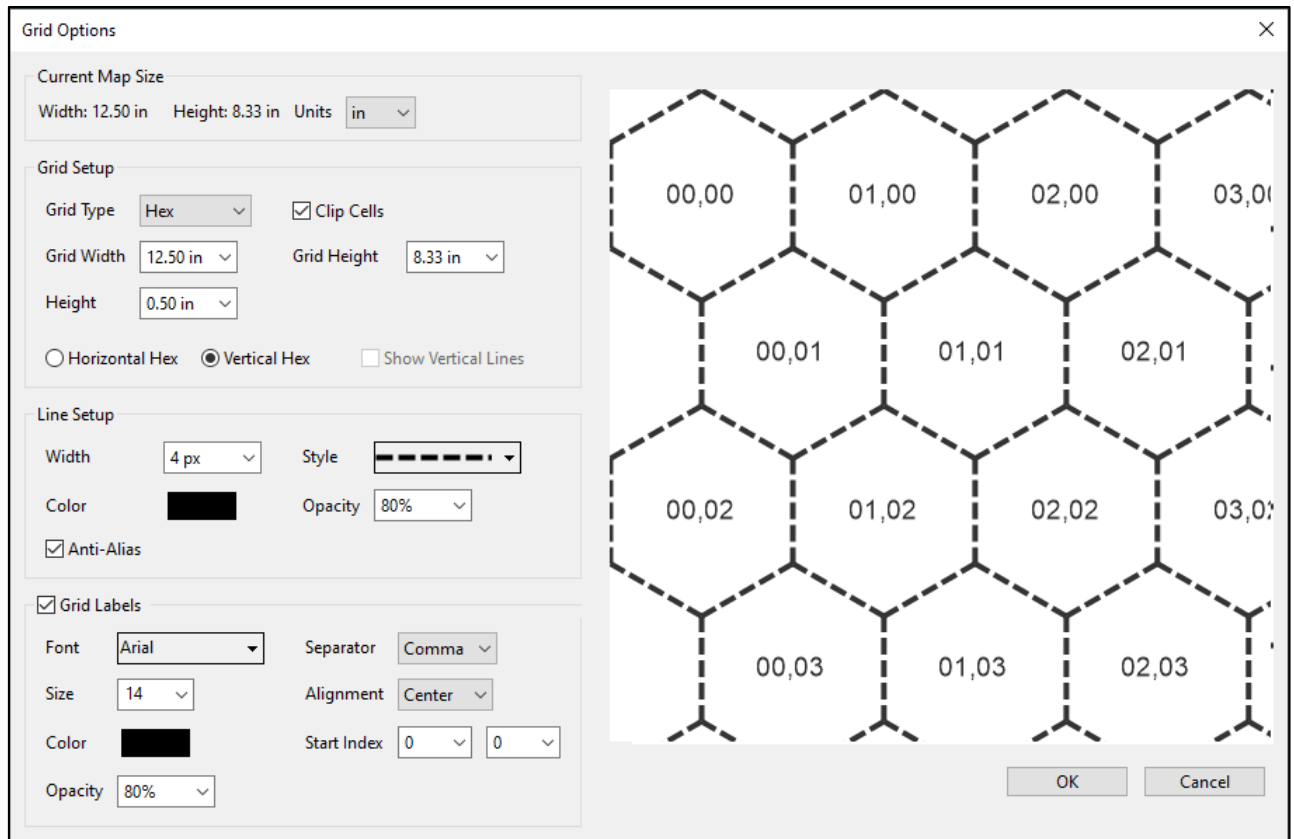 Grid Options
Current Map Size
Width: 12.50 in Height: 8.33 in Units in
Grid Setup
Grid Type Hex Clip Cells
Grid Width 12.50 in Grid Height 8.33 in
Height 0.50 in
Horizontal Hex Vertical Hex Show Vertical Lines
Line Setup
Width 4 px Style
Color Opacity 80%
Anti-Alias
Grid Labels
Font Arial Separator Comma
Size 14 Alignment Center
Color Start Index 0 0
Opacity 80%
00,00 01,00 02,00 03,0
00,01 01,01 02,01
00,02 01,02 02,02 03,0
00,03 01,03 02,03
OK Cancel